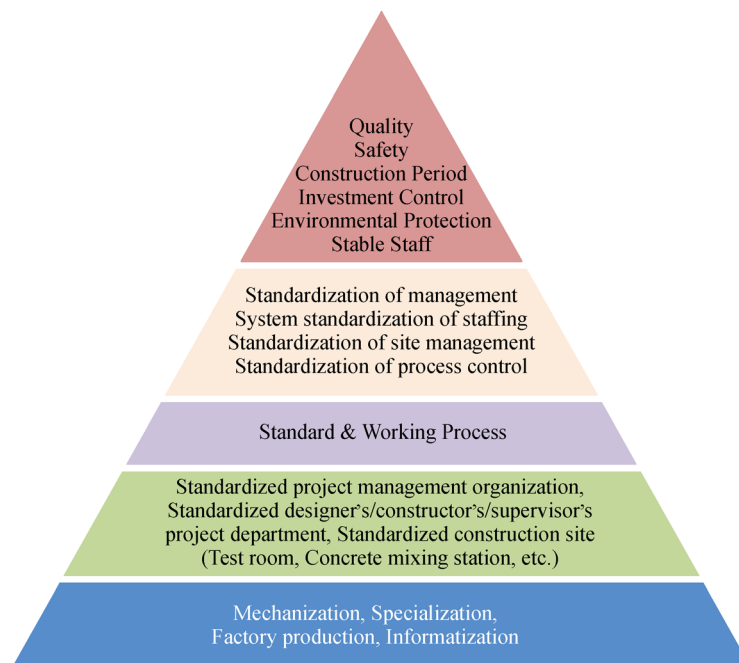 Quality
Safety
Construction Period
Investment Control
Environmental Protection
Stable Staff
Standardization of management
System standardization of staffing
Standardization of site management
Standardization of process control
Standard & Working Process
Standardized project management organization,
Standardized designer's/constructor's/supervisor's
project department, Standardized construction site
(Test room, Concrete mixing station, etc.)
Mechanization, Specialization,
Factory production, Informatization